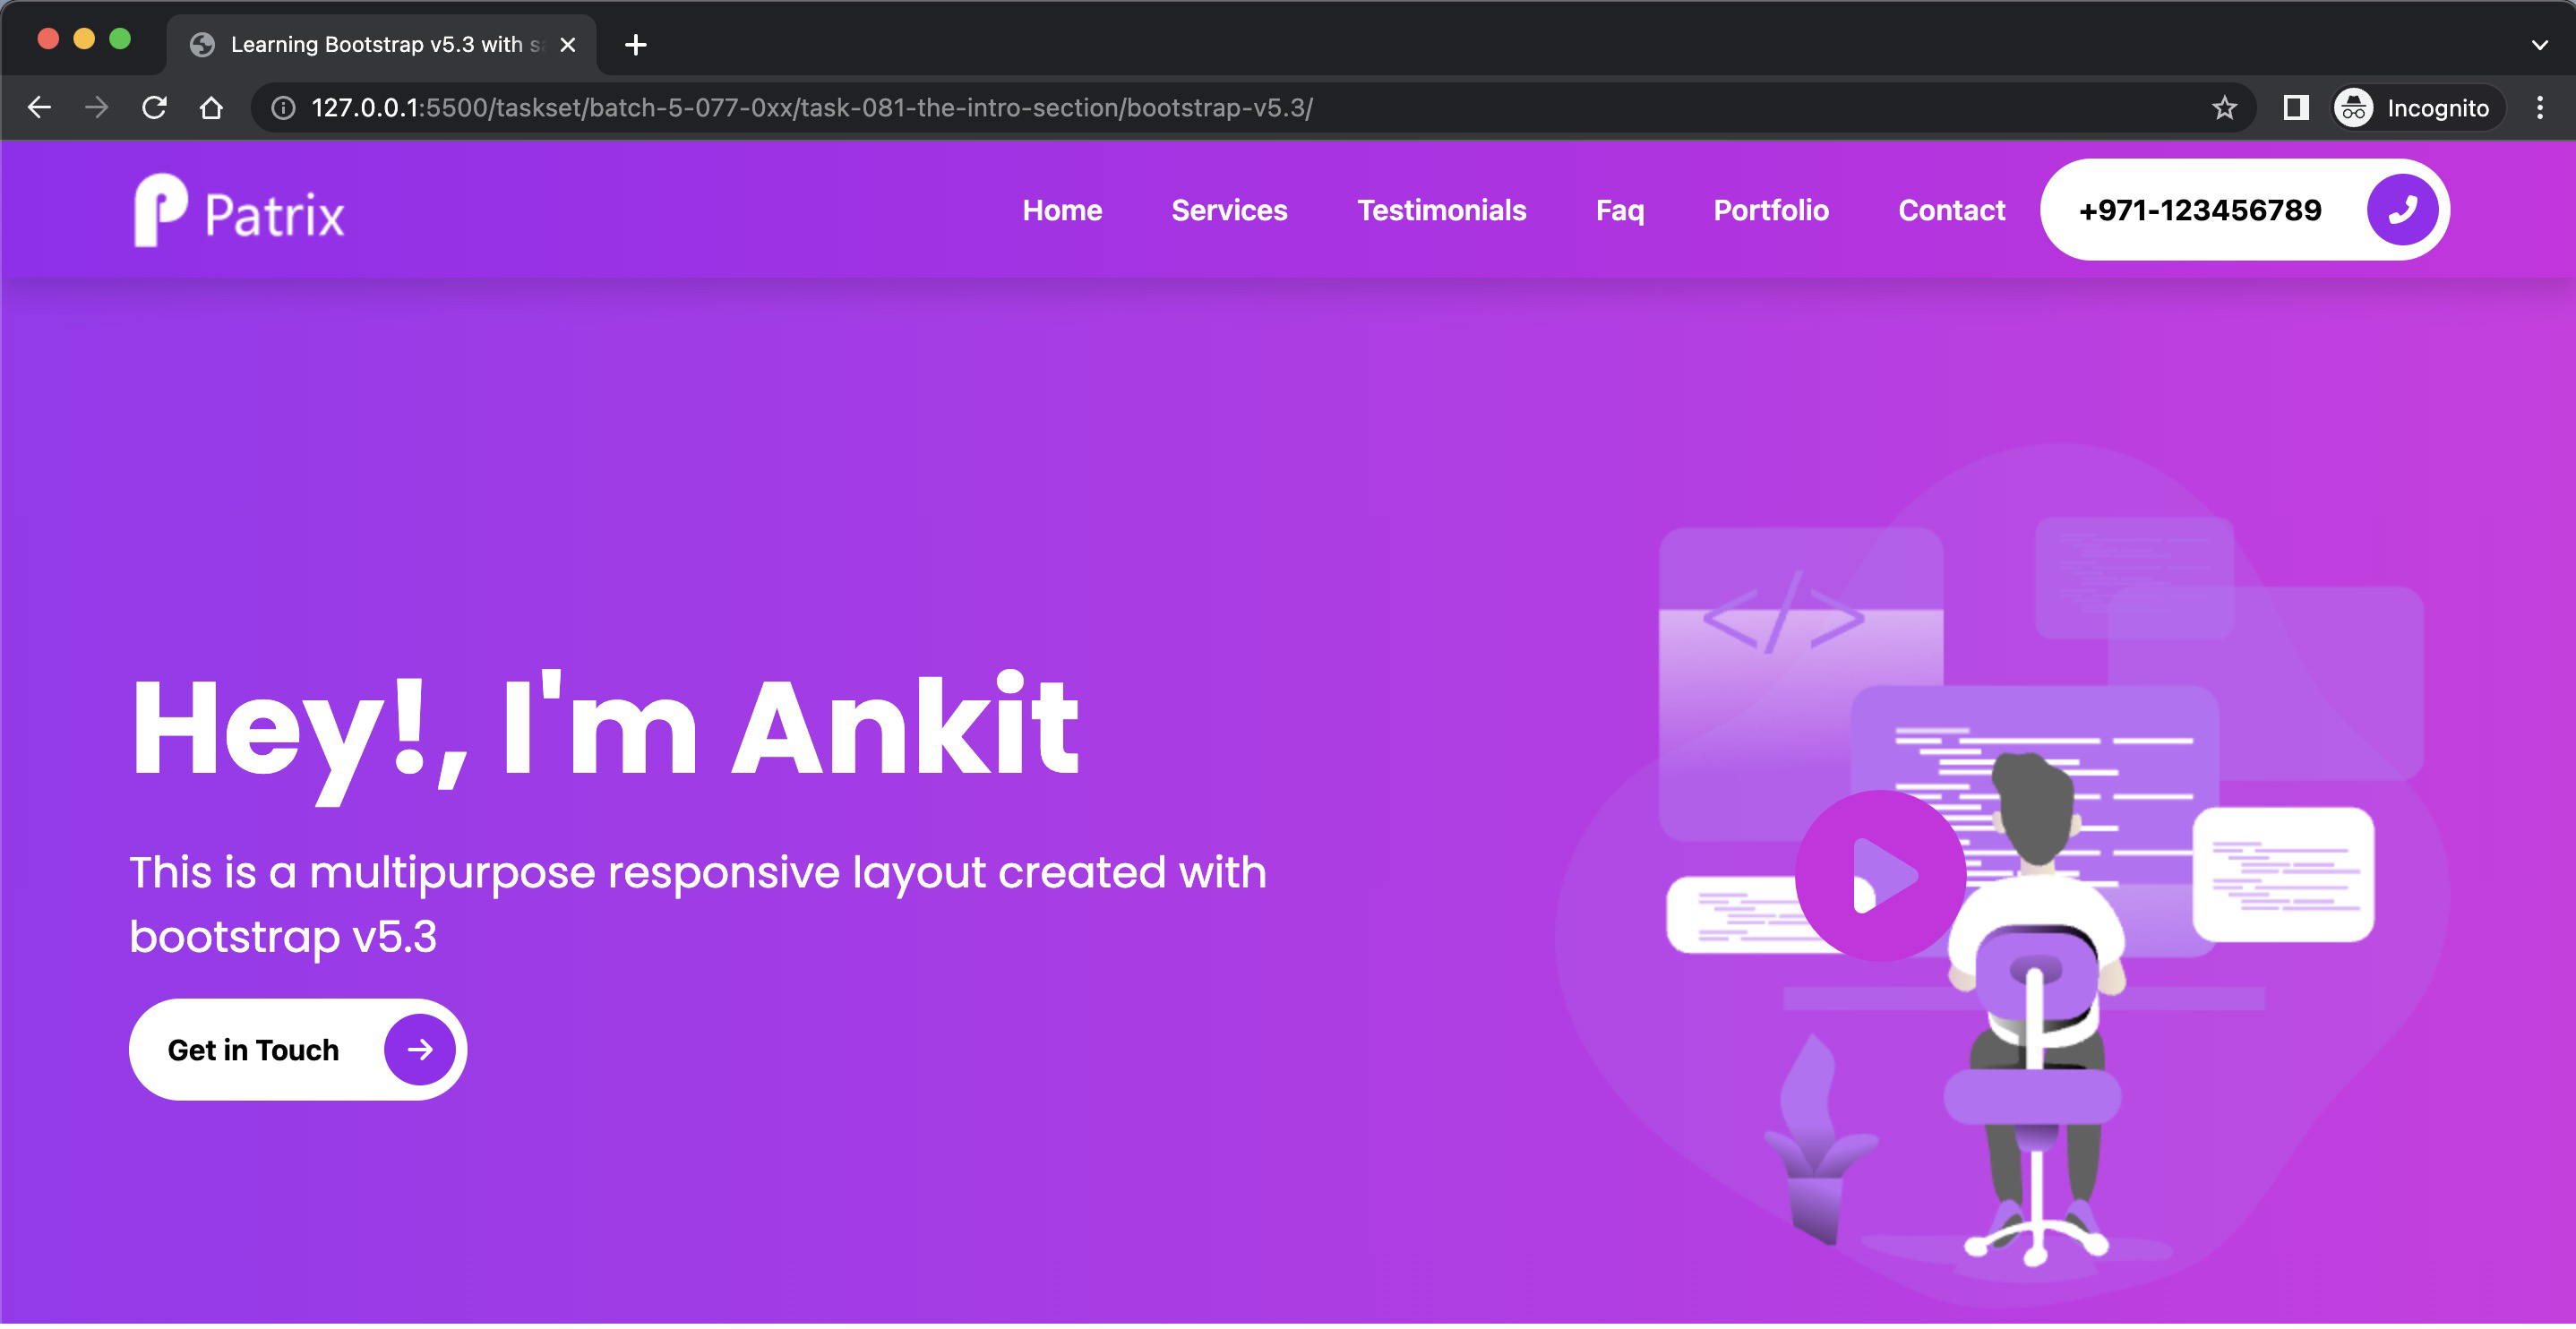 Learning Bootstrap v5.3 with s
127.0.0.1:5500/taskset/batch-5-077-0xx/task-081-the-intro-section/bootstrap-v5.3/
Incognito
Patrix
Home Services Testimonials Faq Portfolio Contact +971-123456789
</>
Hey!, I'm Ankit
This is a multipurpose responsive layout created with
bootstrap v5.3
Get in Touch